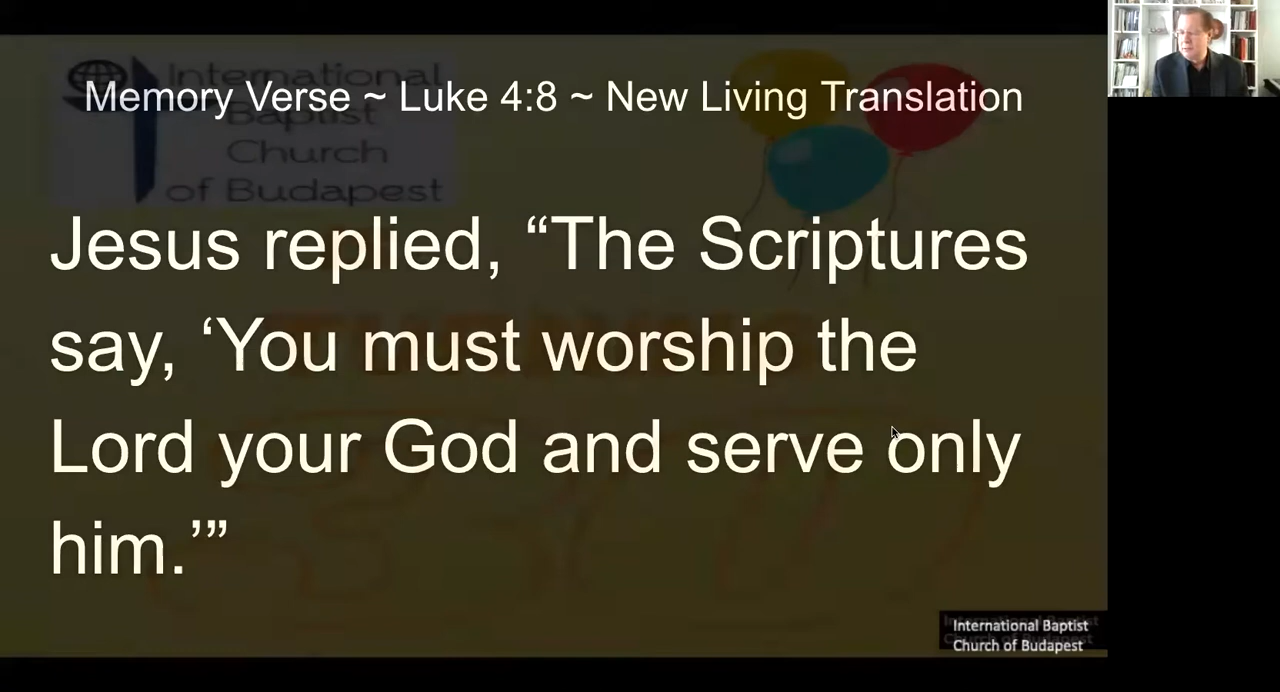 International
Baptist
Church
of Budapest
Memory Verse ~ Luke 4:8 ~ New Living Translation
Jesus replied, “The Scriptures
say, ‘You must worship the
Lord your God and serve only
him.’”
International Baptist
Church of Budapest